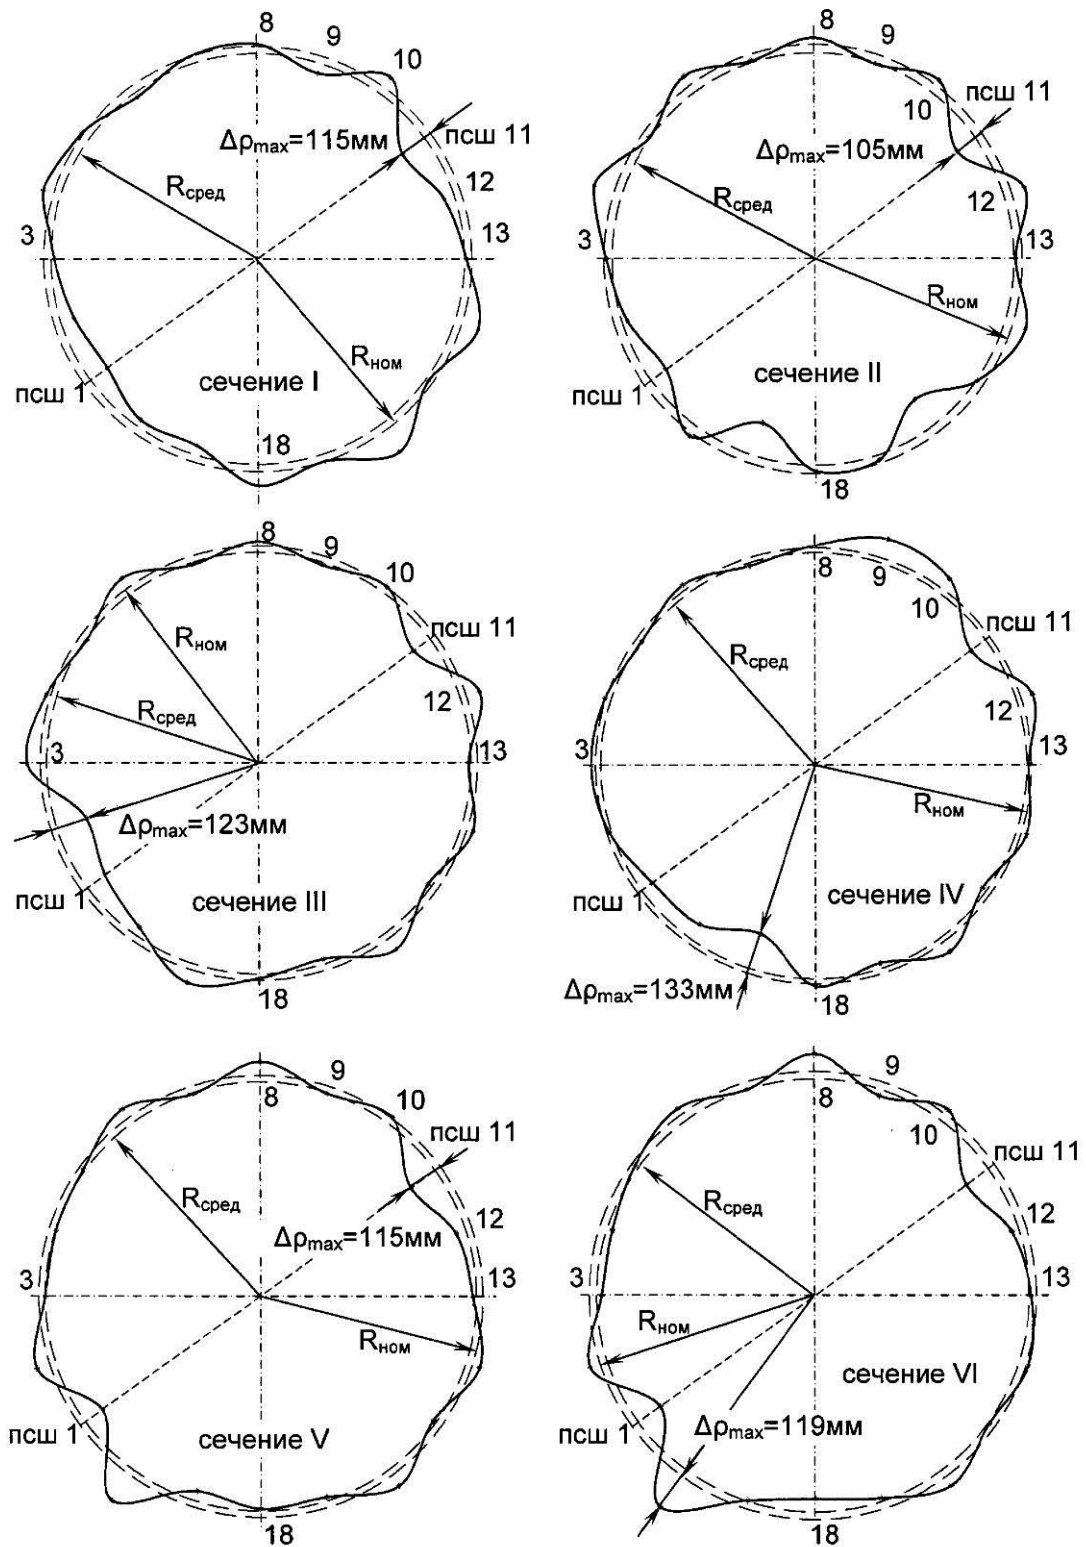 8
9
10
псш 11
Δρmax=115мм
12
Rсред
3
13
Rном
псш 1
сечение I
18
8
9
10
псш 11
Δρmax=105мм
Rсред
12
3
13
Rном
псш 1
сечение II
18
8
9
10
псш 11
Rном
12
Rсред
3
13
Δρmax=123мм
псш 1
сечение III
18
8
9
10
псш 11
Rсред
12
3
13
Rном
псш 1
сечение IV
Δρmax=133мм
18
9
8
10
псш 11
Rсред
12
Δρmax=115мм
3
13
Rном
псш 1
сечение V
18
9
8
10
псш 11
Rсред
12
3
13
Rном
сечение VI
псш 1
Δρmax=119мм
18